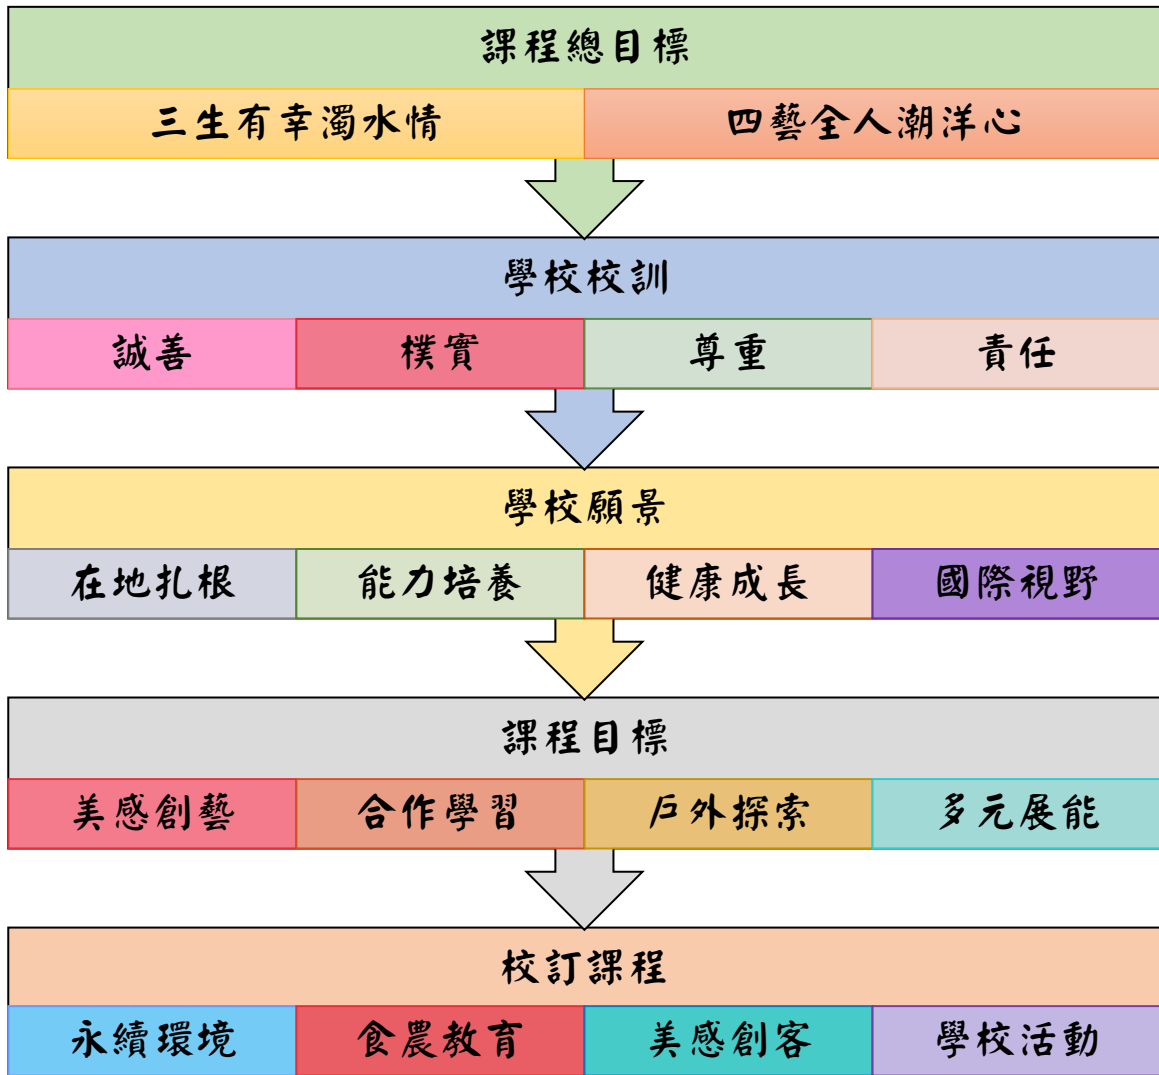 課程總目標
三生有幸濁水情 四藝全人潮洋心
學校校訓
誠善 樸實 尊重 責任
學校願景
在地扎根 能力培養 健康成長 國際視野
課程目標
美感創藝 合作學習 戶外探索 多元展能
校訂課程
永續環境 食農教育 美感創客 學校活動